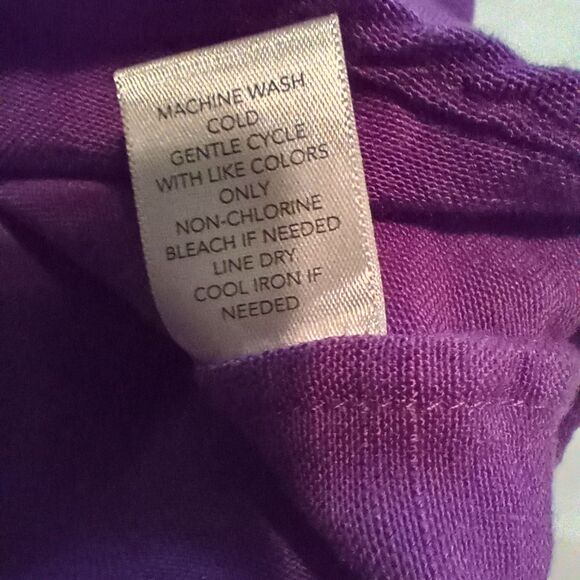 MACHINE WASH
COLD
GENTLE CYCLE
WITH LIKE COLORS
ONLY
NON-CHLORINE
BLEACH IF NEEDED
LINE DRY
COOL IRON IF
NEEDED